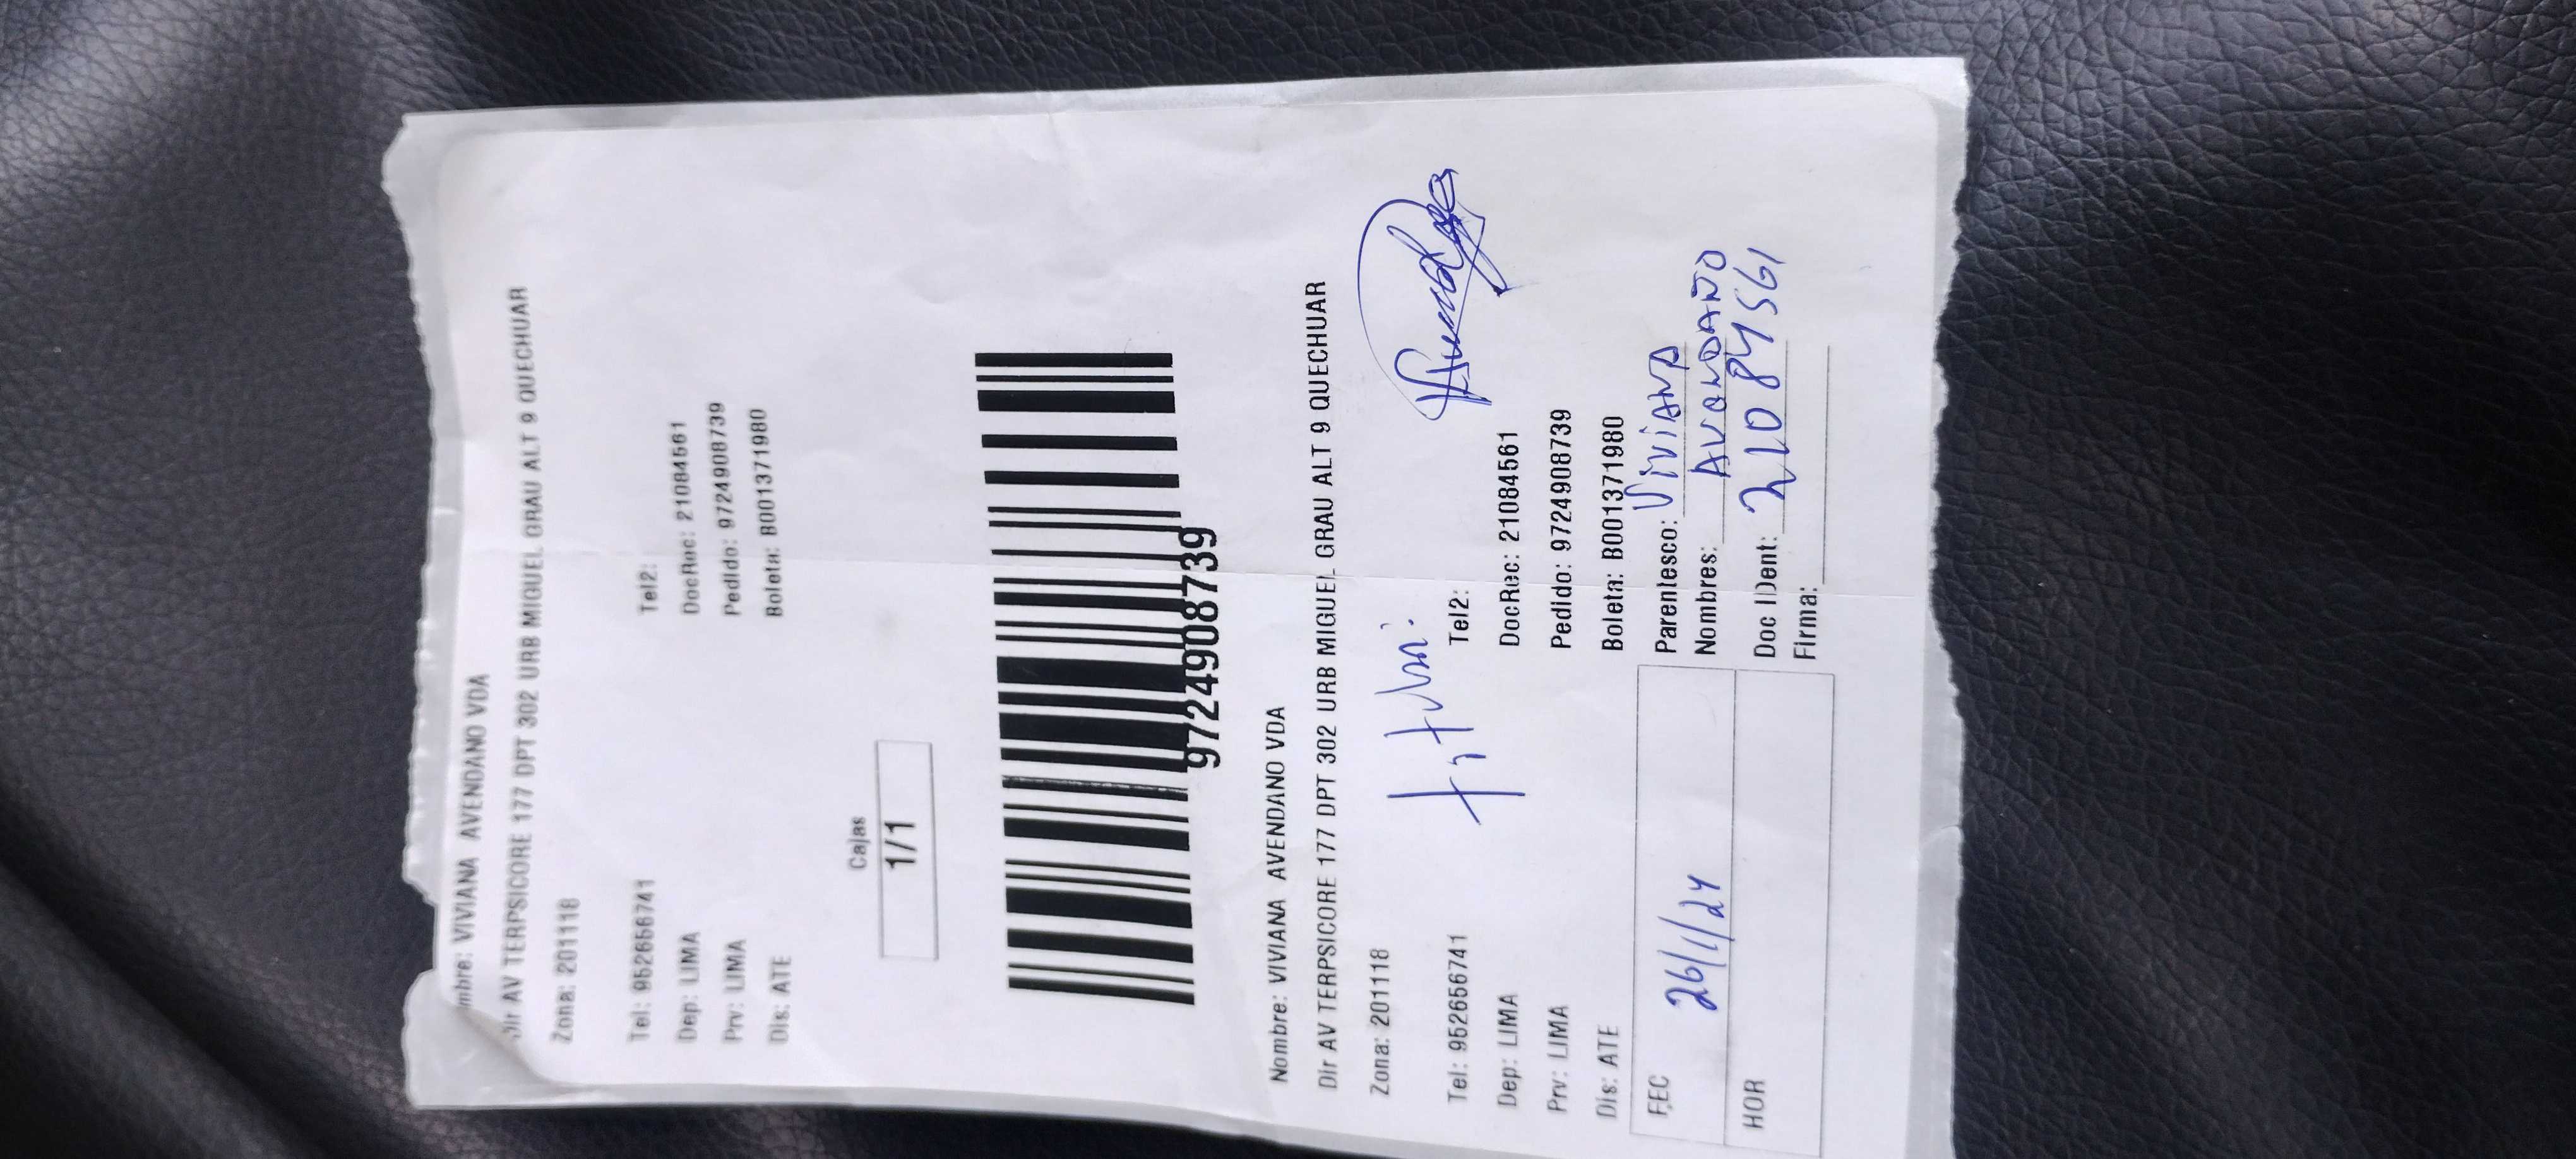 mbre: VIVIANA AVENDANO VDA
Dir AV TERPSICORE 177 DPT 302 URB MIGUEL GRAU ALT 9 QUECHUAR
Zona: 201118
Tel: 952656741 Tel2:
Dep: LIMA DocRec: 21084561
Prv: LIMA Pedido: 9724908739
Dis: ATE Boleta: B001371980
Cajas
1/1
9724908739
Nombre: VIVIANA AVENDANO VDA
Dir AV TERPSICORE 177 DPT 302 URB MIGUEL GRAU ALT 9 QUECHUAR
Zona: 201118
Tel: 952656741 Tel2:
Dep: LIMA DocRec: 21084561
Prv: LIMA Pedido: 9724908739
Dis: ATE Boleta: B001371980
FEC 26/1/24 Parentesco: ViViANA
Nombres: AVENDAÑO
HOR Doc IDent: 21084561
Firma: